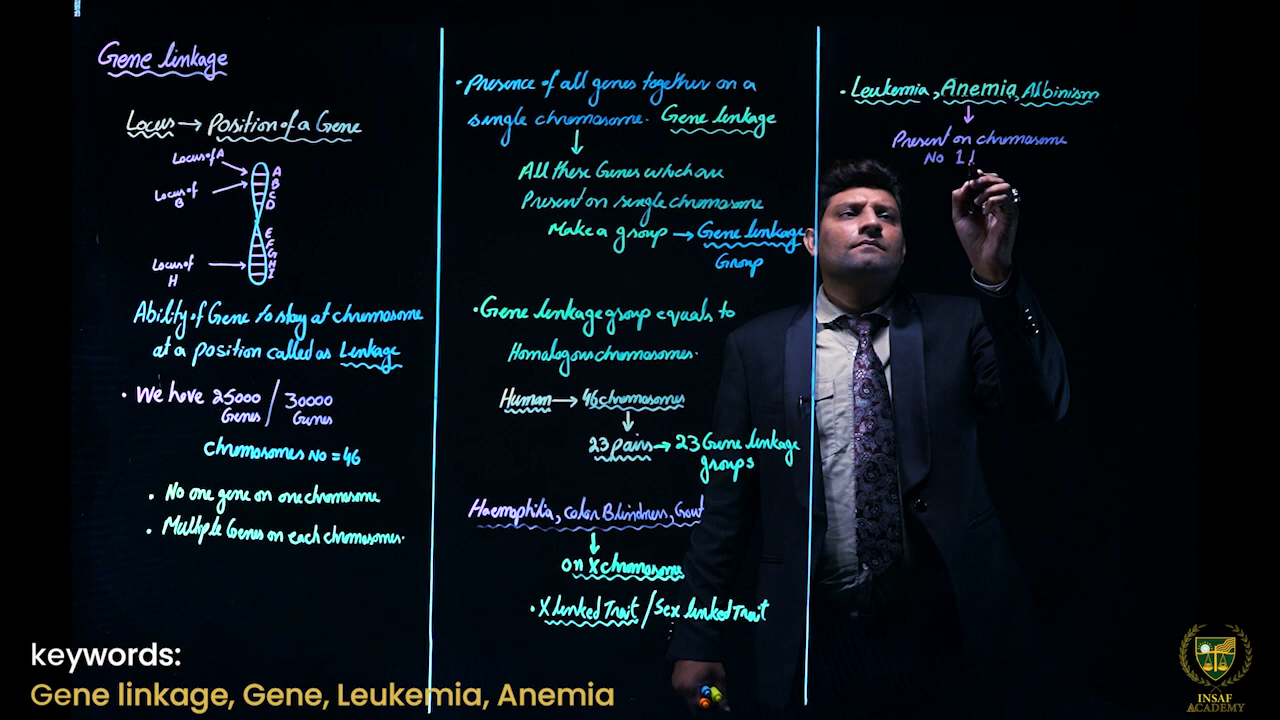 Gene linkage
Locus → Position of a Gene
Locus of A
Locus of B
Locus of H
A
B
C
D
E
F
G
H
I
Ability of Gene to stay at chromosome
at a position called as Linkage
• We have 25000 Genes / 30000 Genes
chromosomes No = 46
• No one gene on one chromosome
• Multiple Genes on each chromosomes.
• Presence of all genes together on a
single chromosome. Gene linkage
All these Genes which are
Present on single chromosome
Make a group → Gene linkage
Group
• Gene linkage group equals to
Homalogous chromosomes.
Human → 46 chromosomes
23 pairs → 23 Gene linkage
groups
Haemophilia, color Blindness, Gout
on X chromosome
• X linked Trait / Sex linked Trait
• Leukemia, Anemia, Albinism
Present on chromosome
No 11
keywords:
Gene linkage, Gene, Leukemia, Anemia
INSAF
ACADEMY